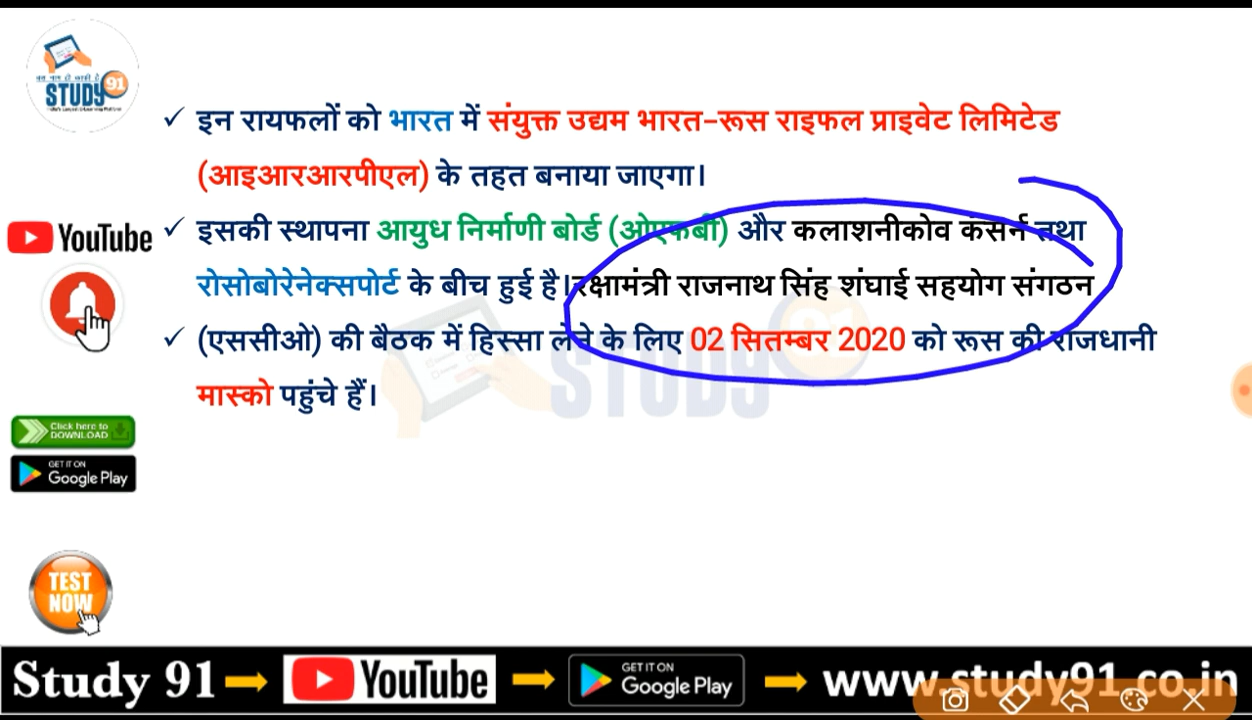 STUDY 91
✓ इन रायफलों को भारत में संयुक्त उद्यम भारत-रूस राइफल प्राइवेट लिमिटेड
(आइआरआरपीएल) के तहत बनाया जाएगा।
YouTube
✓ इसकी स्थापना आयुध निर्माणी बोर्ड (ओएफबी) और कलाशनीकोव कंसर्न तथा
रोसोबोरेनेक्सपोर्ट के बीच हुई है।रक्षामंत्री राजनाथ सिंह शंघाई सहयोग संगठन
✓ (एससीओ) की बैठक में हिस्सा लेने के लिए 02 सितम्बर 2020 को रूस की राजधानी
मास्को पहुंचे हैं।
STUDY
Click here to
DOWNLOAD
GET IT ON
Google Play
TEST
NOW
Study 91 YouTube GET IT ON Google Play www.study91.co.in